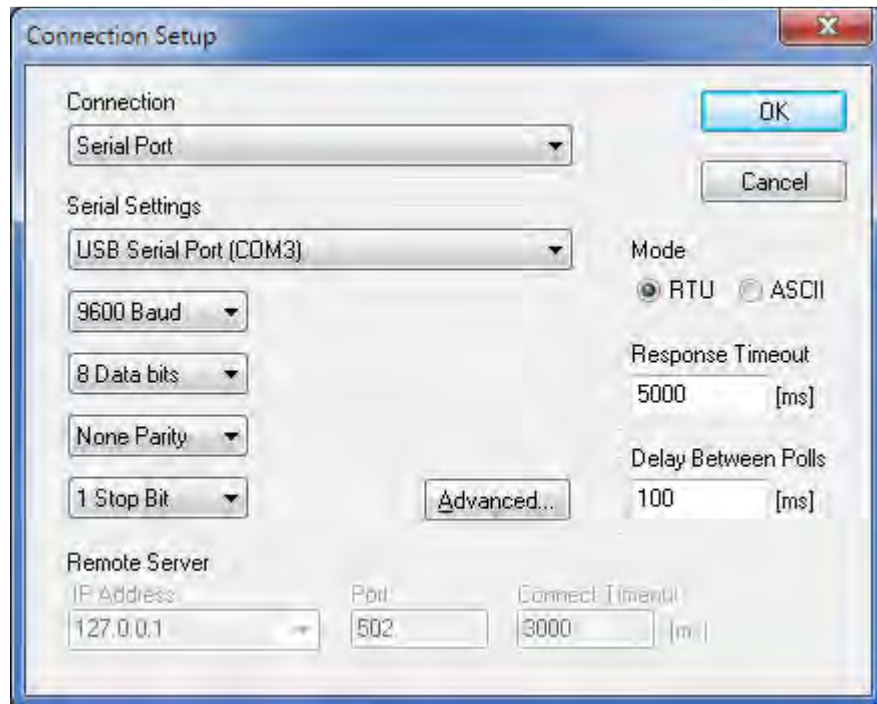 Connection Setup
Connection
OK
Serial Port
Cancel
Serial Settings
USB Serial Port (COM3)
Mode
RTU ASCII
9600 Baud
Response Timeout
8 Data bits
5000 [ms]
None Parity
Delay Between Polls
1 Stop Bit
Advanced...
100 [ms]
Remote Server
IP Address Port Connect Timeout
127.0.0.1 502 3000 [ms]